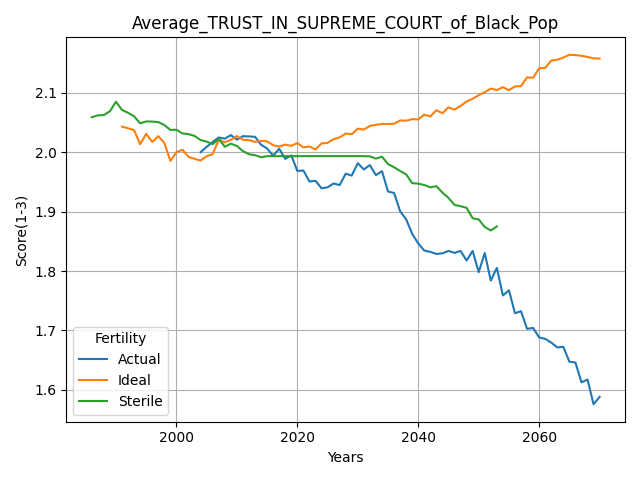 Average_TRUST_IN_SUPREME_COURT_of_Black_Pop
Score(1-3)
2.1
2.0
1.9
1.8
1.7
1.6
Fertility
Actual
Ideal
Sterile
2000
2020
2040
2060
Years